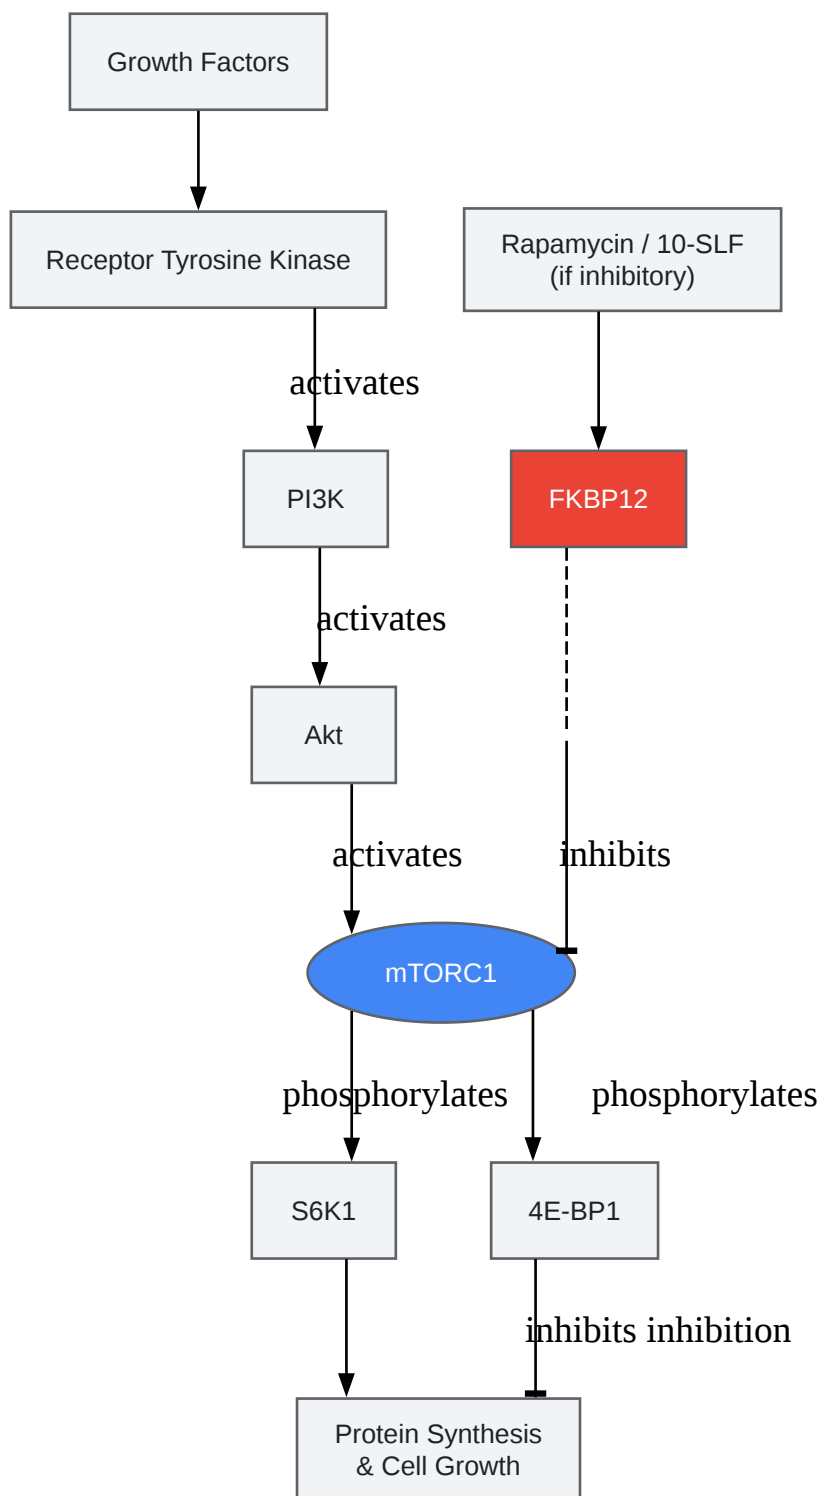 Growth Factors
Receptor Tyrosine Kinase
Rapamycin / 10-SLF
(if inhibitory)
activates
PI3K
FKBP12
activates
Akt
activates
inhibits
mTORC1
phosphorylates
phosphorylates
S6K1
4E-BP1
inhibits inhibition
Protein Synthesis
& Cell Growth